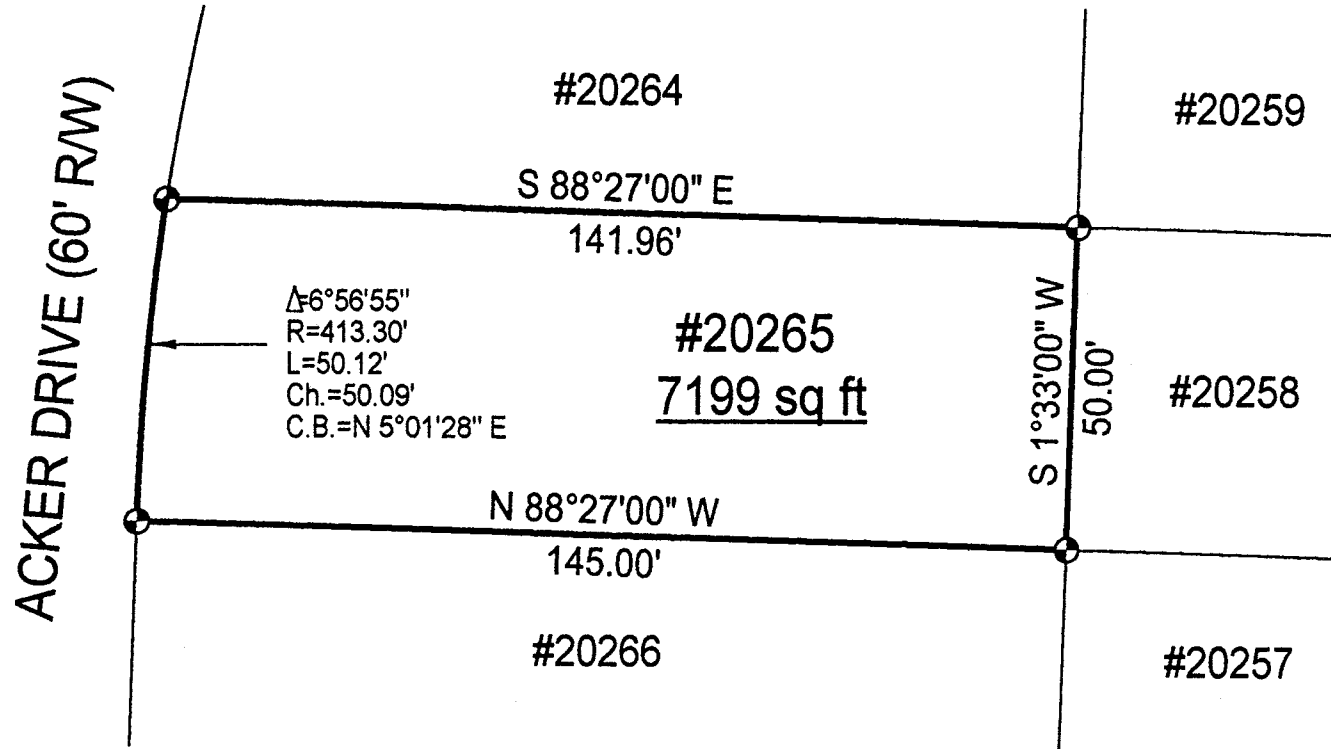 #20264
#20259
ACKER DRIVE (60' R/W)
S 88°27'00" E
141.96'
Δ=6°56'55"
R=413.30'
L=50.12'
Ch.=50.09'
C.B.=N 5°01'28" E
#20265
7199 sq ft
S 1°33'00" W
50.00'
#20258
N 88°27'00" W
145.00'
#20266
#20257